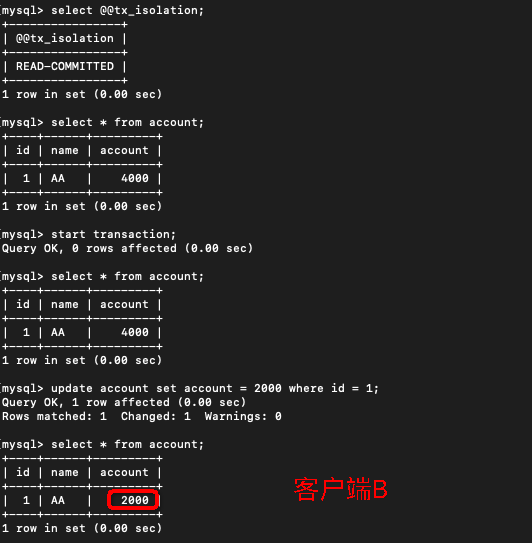 mysql> select @@tx_isolation;
+----------------+
| @@tx_isolation |
+----------------+
| READ-COMMITTED |
+----------------+
1 row in set (0.00 sec)
mysql> select * from account;
+----+------+---------+
| id | name | account |
+----+------+---------+
|  1 | AA   |    4000 |
+----+------+---------+
1 row in set (0.00 sec)
mysql> start transaction;
Query OK, 0 rows affected (0.00 sec)
mysql> select * from account;
+----+------+---------+
| id | name | account |
+----+------+---------+
|  1 | AA   |    4000 |
+----+------+---------+
1 row in set (0.00 sec)
mysql> update account set account = 2000 where id = 1;
Query OK, 1 row affected (0.00 sec)
Rows matched: 1  Changed: 1  Warnings: 0
mysql> select * from account;
+----+------+---------+
| id | name | account |
+----+------+---------+
|  1 | AA   |    2000 |
+----+------+---------+
1 row in set (0.00 sec)
客户端B